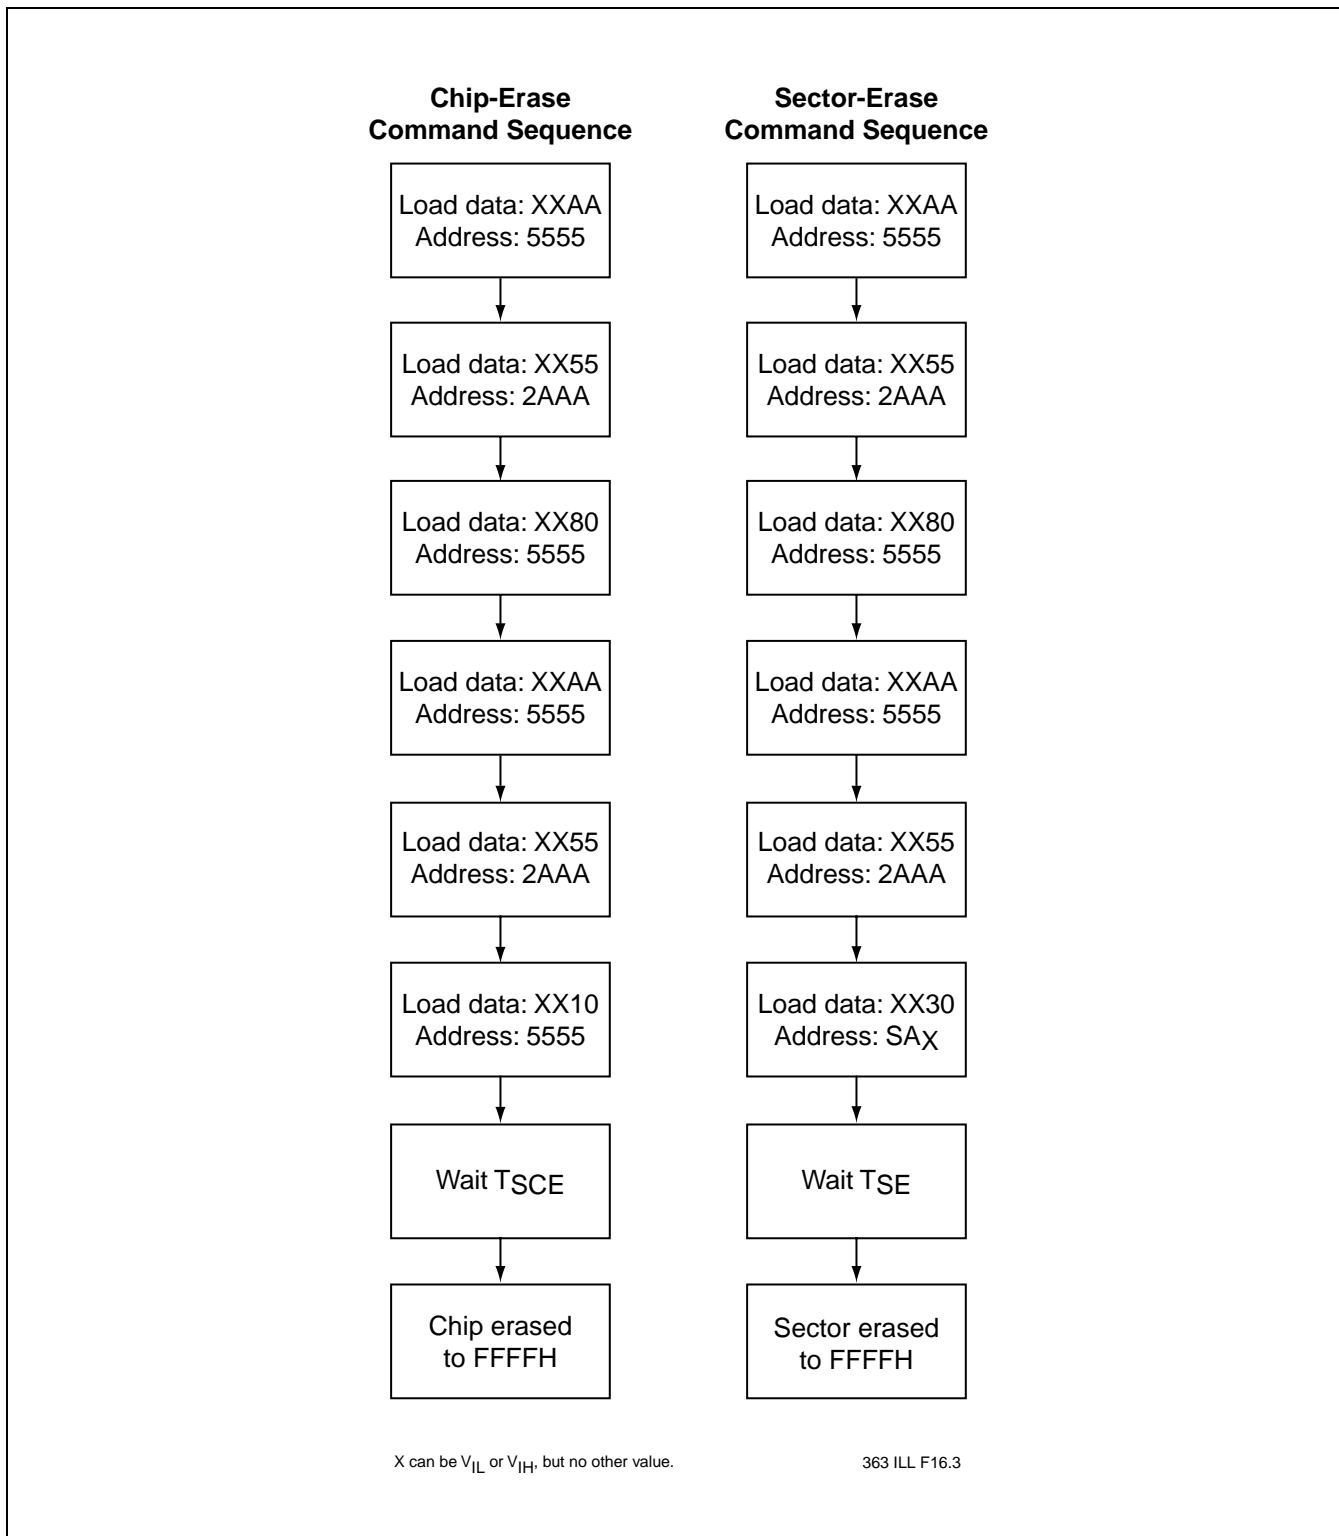 Chip-Erase
Command Sequence
Load data: XXAA
Address: 5555
Load data: XX55
Address: 2AAA
Load data: XX80
Address: 5555
Load data: XXAA
Address: 5555
Load data: XX55
Address: 2AAA
Load data: XX10
Address: 5555
Wait TSCE
Chip erased
to FFFFH
Sector-Erase
Command Sequence
Load data: XXAA
Address: 5555
Load data: XX55
Address: 2AAA
Load data: XX80
Address: 5555
Load data: XXAA
Address: 5555
Load data: XX55
Address: 2AAA
Load data: XX30
Address: SAX
Wait TSE
Sector erased
to FFFFH
X can be VIL or VIH, but no other value.
363 ILL F16.3